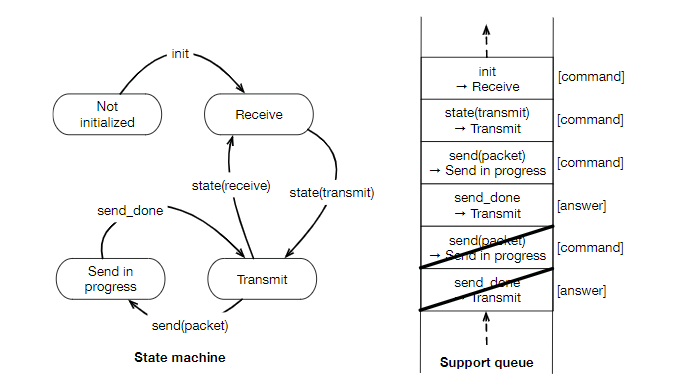 init
Not
initialized
Receive
state(receive)
state(transmit)
send_done
Send in
progress
Transmit
send(packet)
State machine
init
→ Receive
[command]
state(transmit)
→ Transmit
[command]
send(packet)
→ Send in progress
[command]
send_done
→ Transmit
[answer]
send(packet)
→ Send in progress
[command]
send_done
→ Transmit
[answer]
Support queue